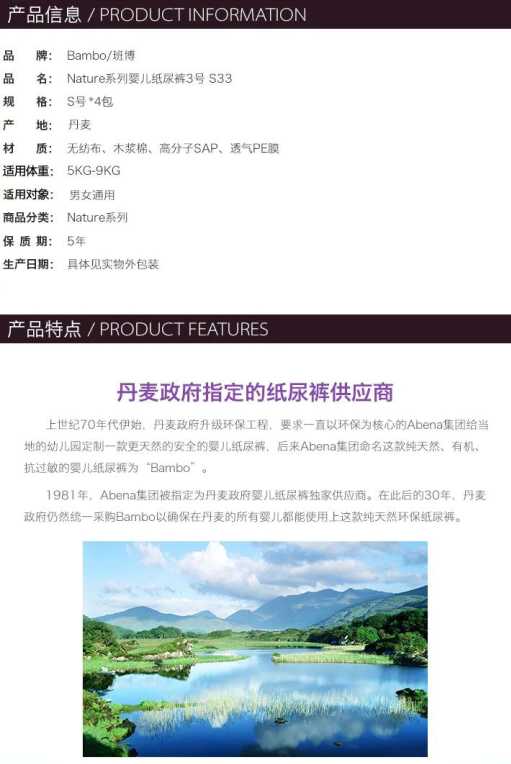 产品信息 / PRODUCT INFORMATION
品 牌： Bambo/班博
品 名： Nature系列婴儿纸尿裤3号 S33
规 格： S号*4包
产 地： 丹麦
材 质： 无纺布、木浆棉、高分子SAP、透气PE膜
适用体重： 5KG-9KG
适用对象： 男女通用
商品分类： Nature系列
保 质 期： 5年
生产日期： 具体见实物外包装
产品特点 / PRODUCT FEATURES
丹麦政府指定的纸尿裤供应商
上世纪70年代伊始，丹麦政府升级环保工程，要求一直以环保为核心的Abena集团给当
地的幼儿园定制一款更天然的安全的婴儿纸尿裤，后来Abena集团命名这款纯天然、有机、
抗过敏的婴儿纸尿裤为“Bambo”。
1981年，Abena集团被指定为丹麦政府婴儿纸尿裤独家供应商。在此后的30年，丹麦
政府仍然统一采购Bambo以确保在丹麦的所有婴儿都能使用上这款纯天然环保纸尿裤。